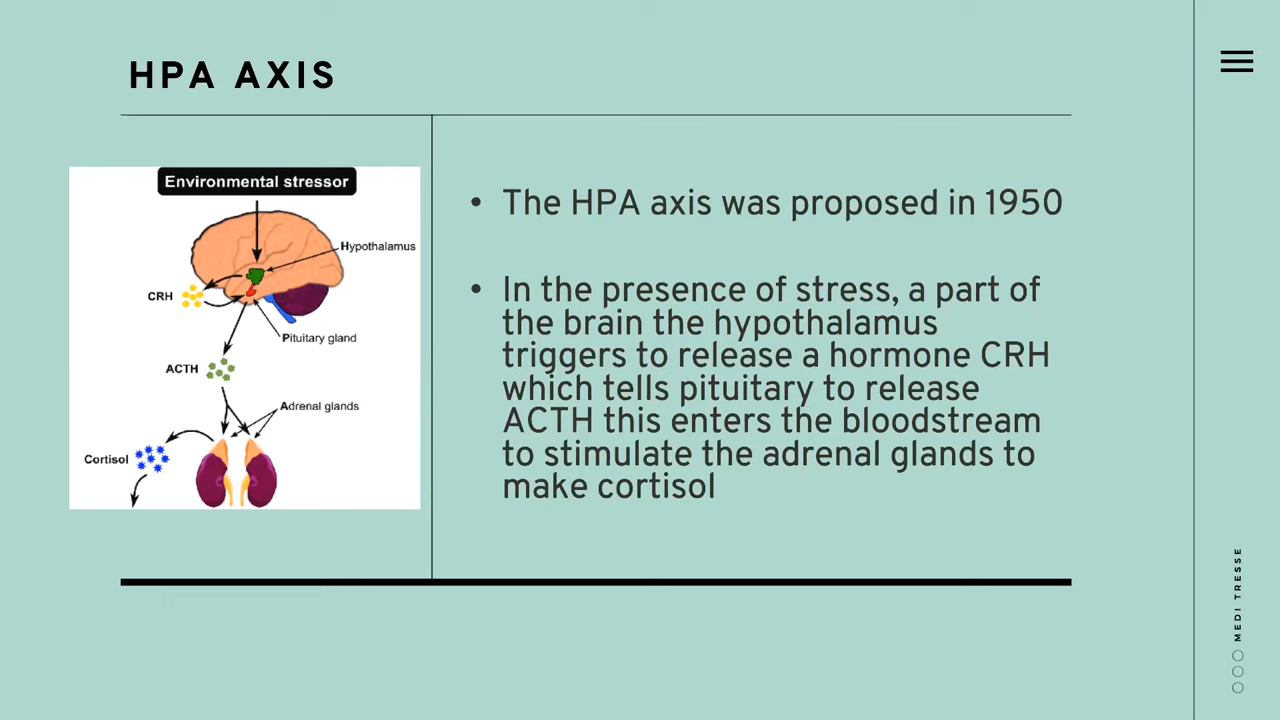 HPA AXIS
Environmental stressor
Hypothalamus
CRH
Pituitary gland
ACTH
Adrenal glands
Cortisol
• The HPA axis was proposed in 1950
• In the presence of stress, a part of
the brain the hypothalamus
triggers to release a hormone CRH
which tells pituitary to release
ACTH this enters the bloodstream
to stimulate the adrenal glands to
make cortisol
MEDI TRESSE